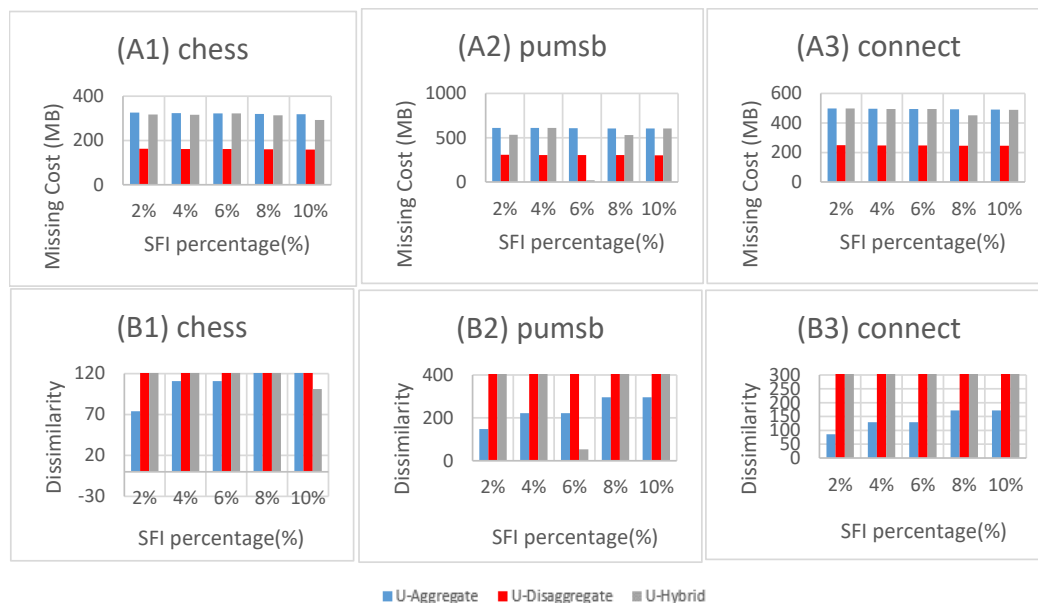 (A1) chess
Missing Cost (MB)
400
200
0
2% 4% 6% 8% 10%
SFI percentage(%)
(A2) pumsb
Missing Cost (MB)
1000
500
0
2% 4% 6% 8% 10%
SFI percentage(%)
(A3) connect
Missing Cost (MB)
600
400
200
0
2% 4% 6% 8% 10%
SFI percentage(%)
(B1) chess
Dissimilarity
120
70
20
-30
2% 4% 6% 8% 10%
SFI percentage(%)
(B2) pumsb
Dissimilarity
400
200
0
2% 4% 6% 8% 10%
SFI percentage(%)
(B3) connect
Dissimilarity
300
250
200
150
100
50
0
2% 4% 6% 8% 10%
SFI percentage(%)
U-Aggregate U-Disaggregate U-Hybrid